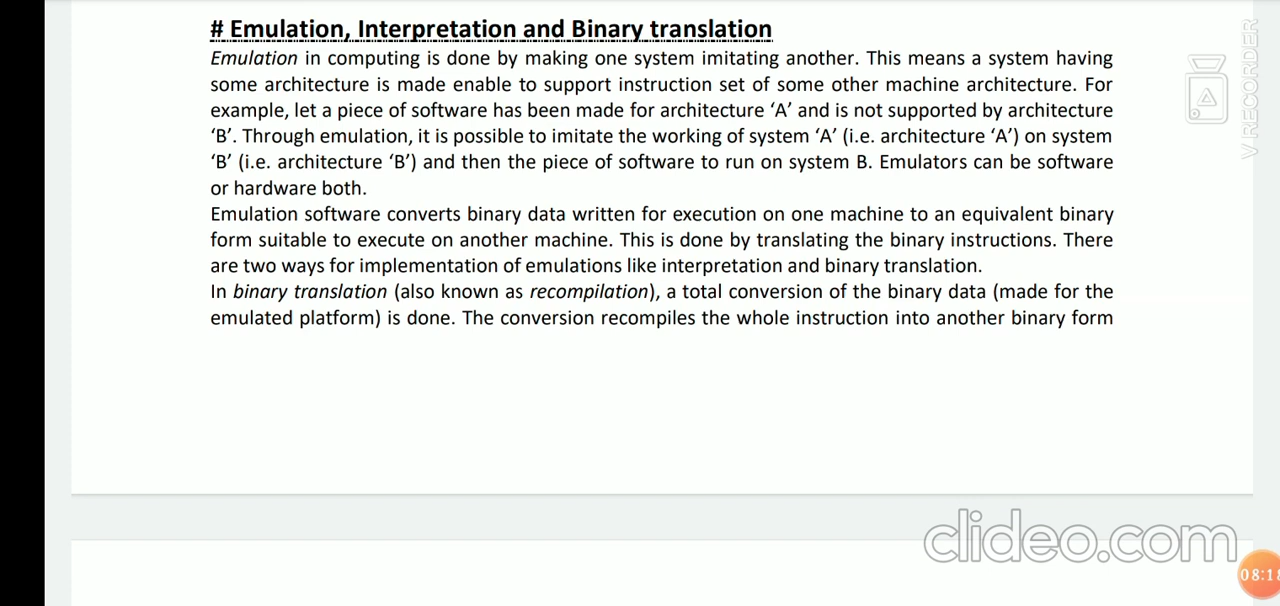 # Emulation, Interpretation and Binary translation
Emulation in computing is done by making one system imitating another. This means a system having
some architecture is made enable to support instruction set of some other machine architecture. For
example, let a piece of software has been made for architecture ‘A’ and is not supported by architecture
‘B’. Through emulation, it is possible to imitate the working of system ‘A’ (i.e. architecture ‘A’) on system
‘B’ (i.e. architecture ‘B’) and then the piece of software to run on system B. Emulators can be software
or hardware both.
Emulation software converts binary data written for execution on one machine to an equivalent binary
form suitable to execute on another machine. This is done by translating the binary instructions. There
are two ways for implementation of emulations like interpretation and binary translation.
In binary translation (also known as recompilation), a total conversion of the binary data (made for the
emulated platform) is done. The conversion recompiles the whole instruction into another binary form
V RECORDER
clideo.com
08:18